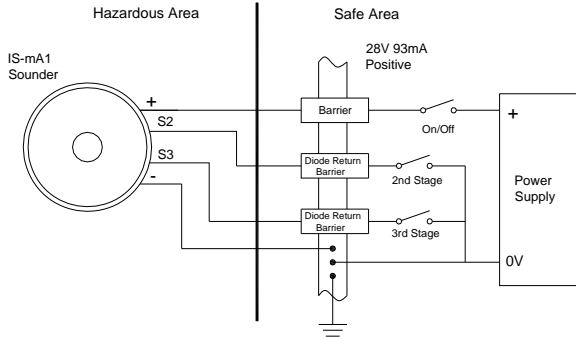 Hazardous Area
Safe Area
IS-mA1
Sounder
28V 93mA
Positive
+
Barrier
On/Off
+
S2
Diode Return
Barrier
2nd Stage
S3
Power
Supply
-
Diode Return
Barrier
3rd Stage
0V